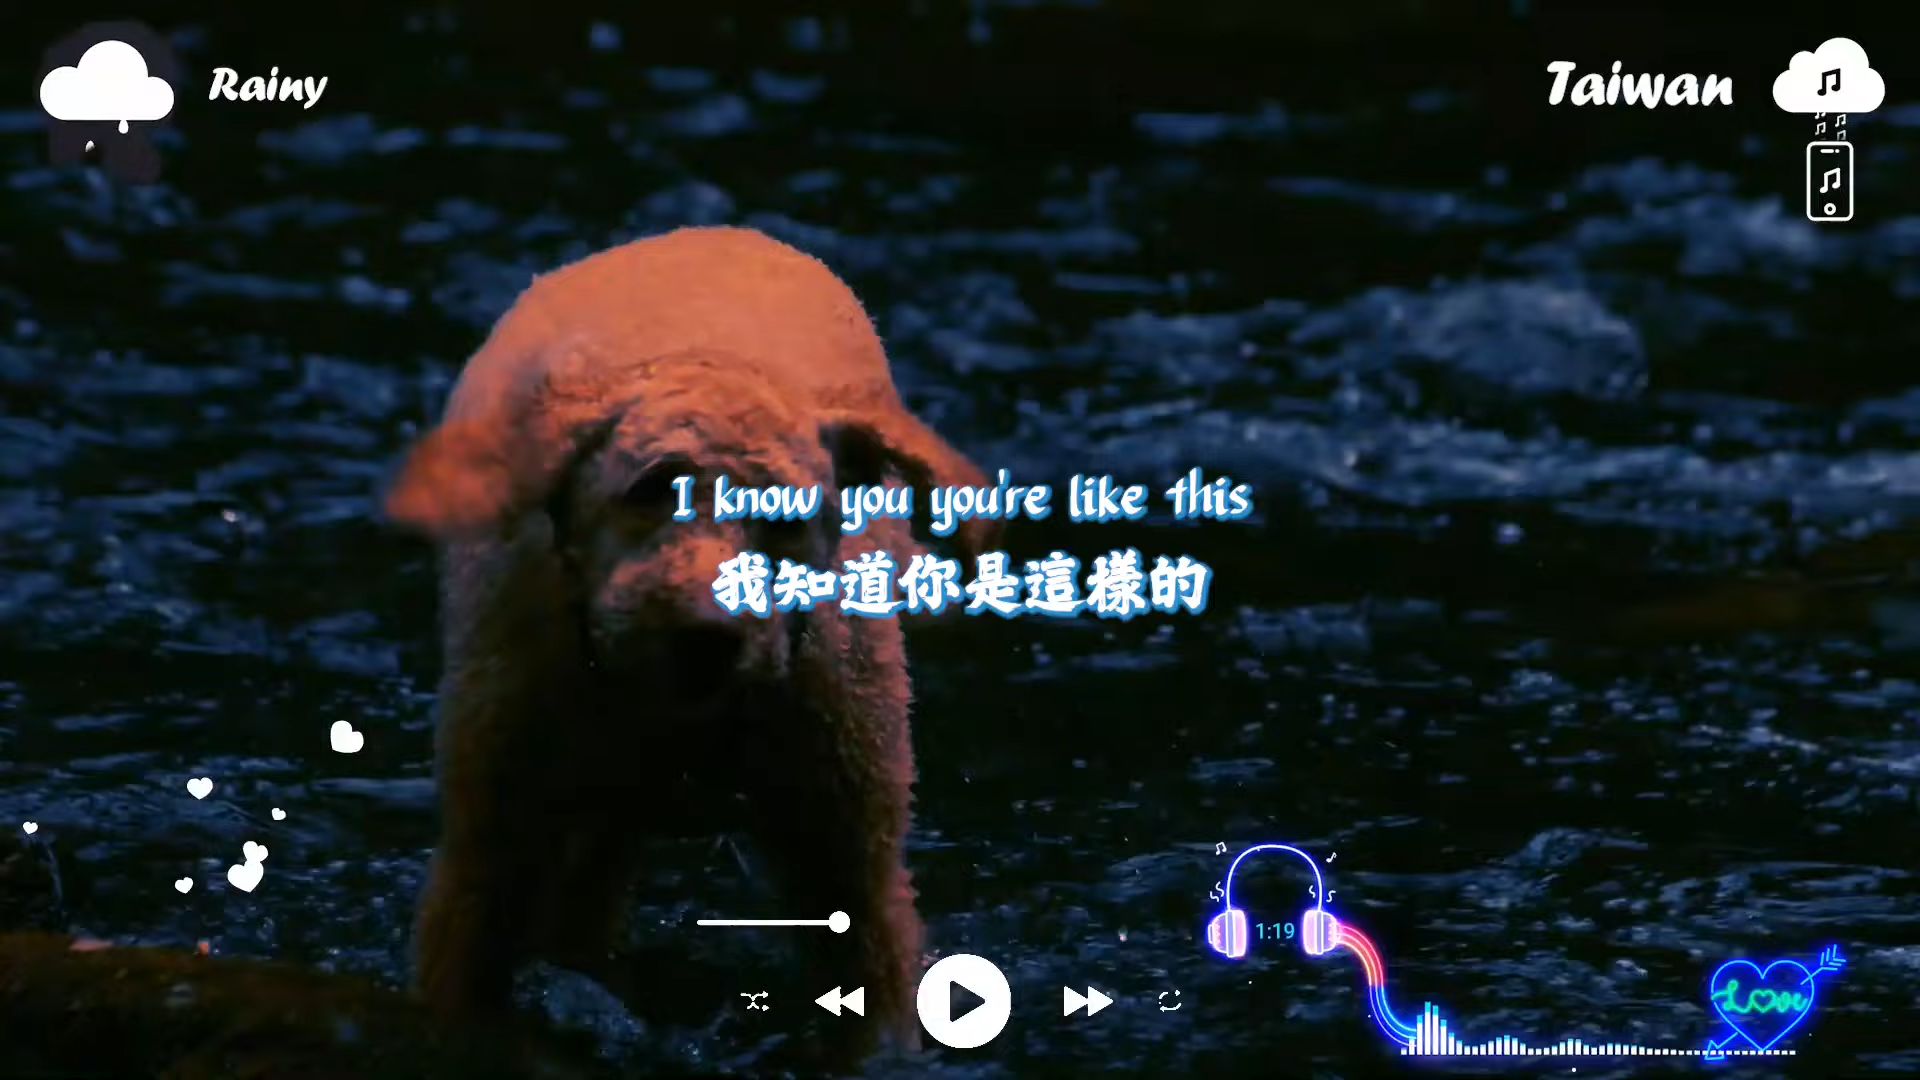 Rainy
Taiwan
I know you you're like this
我知道你是這樣的
1:19
Love